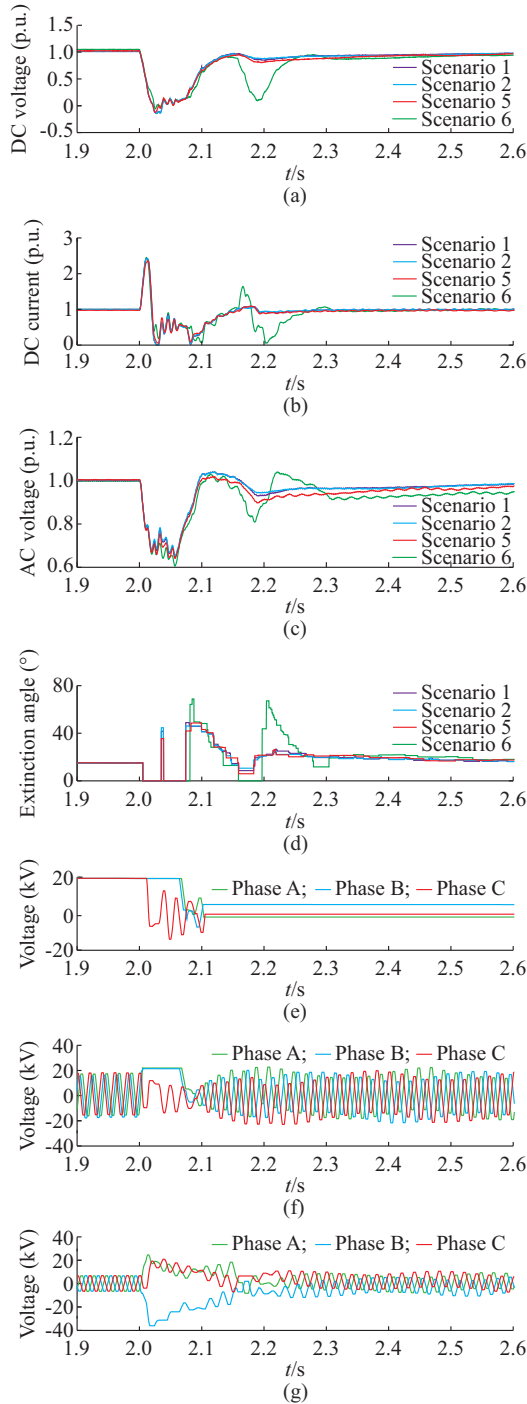 DC voltage (p.u.)
1.5
1.0
0.5
0
-0.5
Scenario 1
Scenario 2
Scenario 5
Scenario 6
1.9 2.0 2.1 2.2 2.3 2.4 2.5 2.6
t/s
(a)
DC current (p.u.)
3
2
1
0
Scenario 1
Scenario 2
Scenario 5
Scenario 6
1.9 2.0 2.1 2.2 2.3 2.4 2.5 2.6
t/s
(b)
AC voltage (p.u.)
1.2
1.0
0.8
0.6
Scenario 1
Scenario 2
Scenario 5
Scenario 6
1.9 2.0 2.1 2.2 2.3 2.4 2.5 2.6
t/s
(c)
Extinction angle (°)
80
40
0
Scenario 1
Scenario 2
Scenario 5
Scenario 6
1.9 2.0 2.1 2.2 2.3 2.4 2.5 2.6
t/s
(d)
Voltage (kV)
20
0
-20
Phase A; Phase B; Phase C
1.9 2.0 2.1 2.2 2.3 2.4 2.5 2.6
t/s
(e)
Voltage (kV)
40
20
0
-20
-40
Phase A; Phase B; Phase C
1.9 2.0 2.1 2.2 2.3 2.4 2.5 2.6
t/s
(f)
Voltage (kV)
40
20
0
-20
-40
Phase A; Phase B; Phase C
1.9 2.0 2.1 2.2 2.3 2.4 2.5 2.6
t/s
(g)